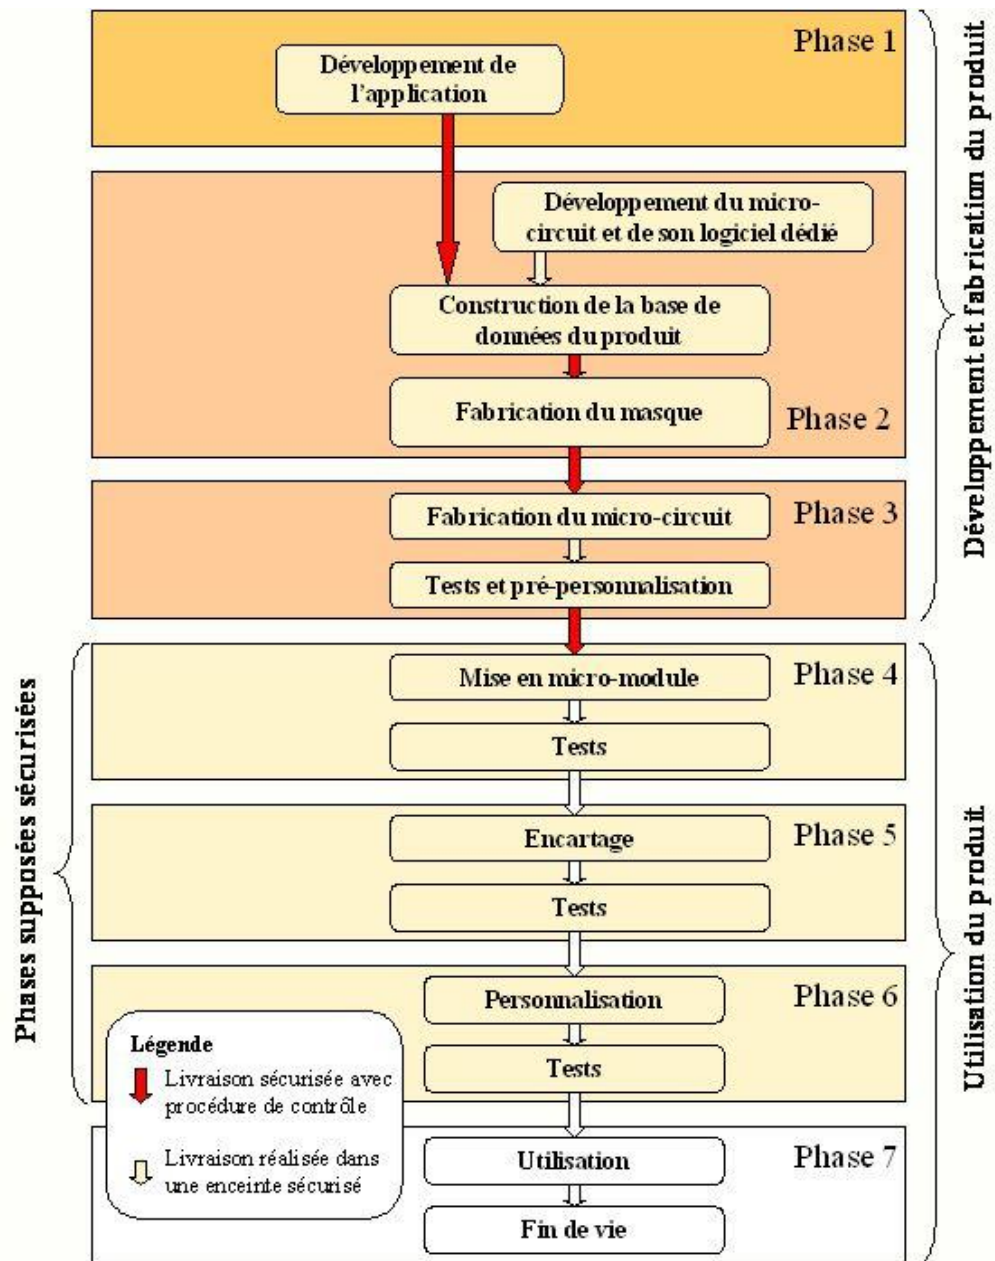 Phase 1
Développement de
l'application
Développement du micro-
circuit et de son logiciel dédié
Construction de la base de
données du produit
Fabrication du masque
Phase 2
Phase 3
Fabrication du micro-circuit
Tests et pré-personnalisation
Développement et fabrication du produit
Phase 4
Mise en micro-module
Tests
Phase 5
Encartage
Tests
Phase 6
Personnalisation
Tests
Phases supposées sécurisées
Légende
Livraison sécurisée avec
procédure de contrôle
Livraison réalisée dans
une enceinte sécurisé
Phase 7
Utilisation
Fin de vie
Utilisation du produit